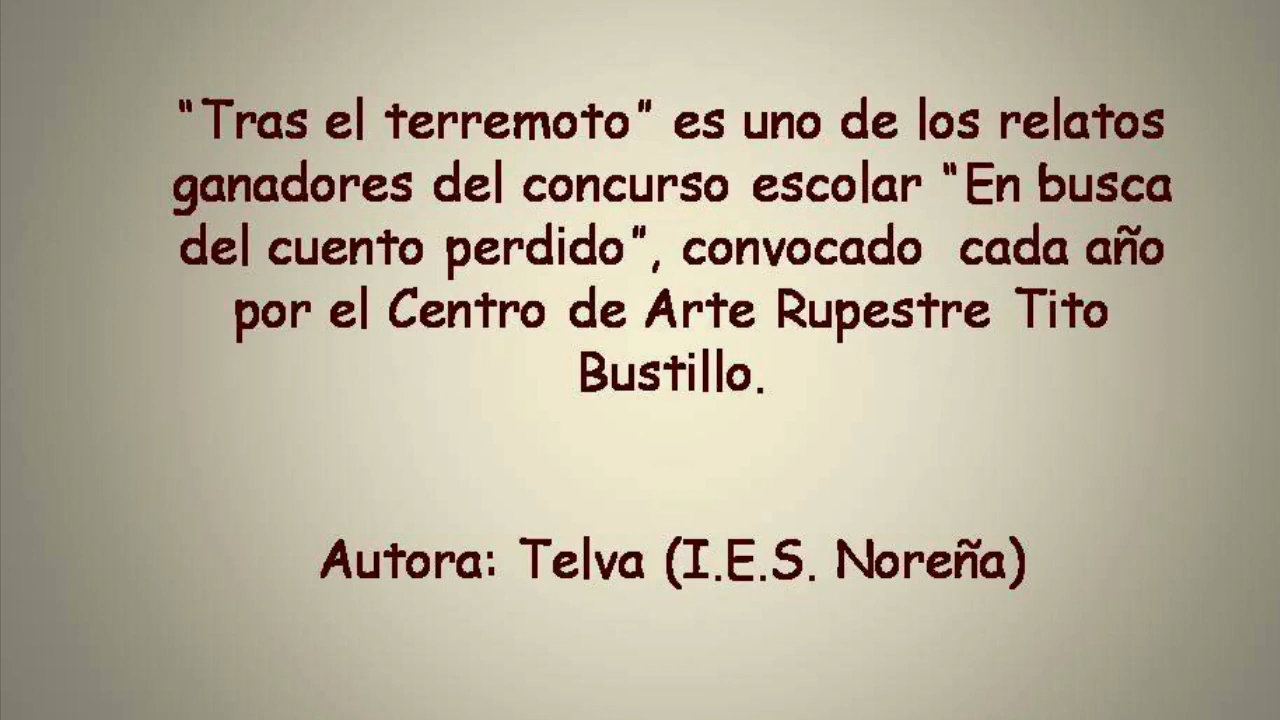 "Tras el terremoto" es uno de los relatos
ganadores del concurso escolar "En busca
del cuento perdido", convocado  cada año
por el Centro de Arte Rupestre Tito
Bustillo.
Autora: Telva (I.E.S. Noreña)